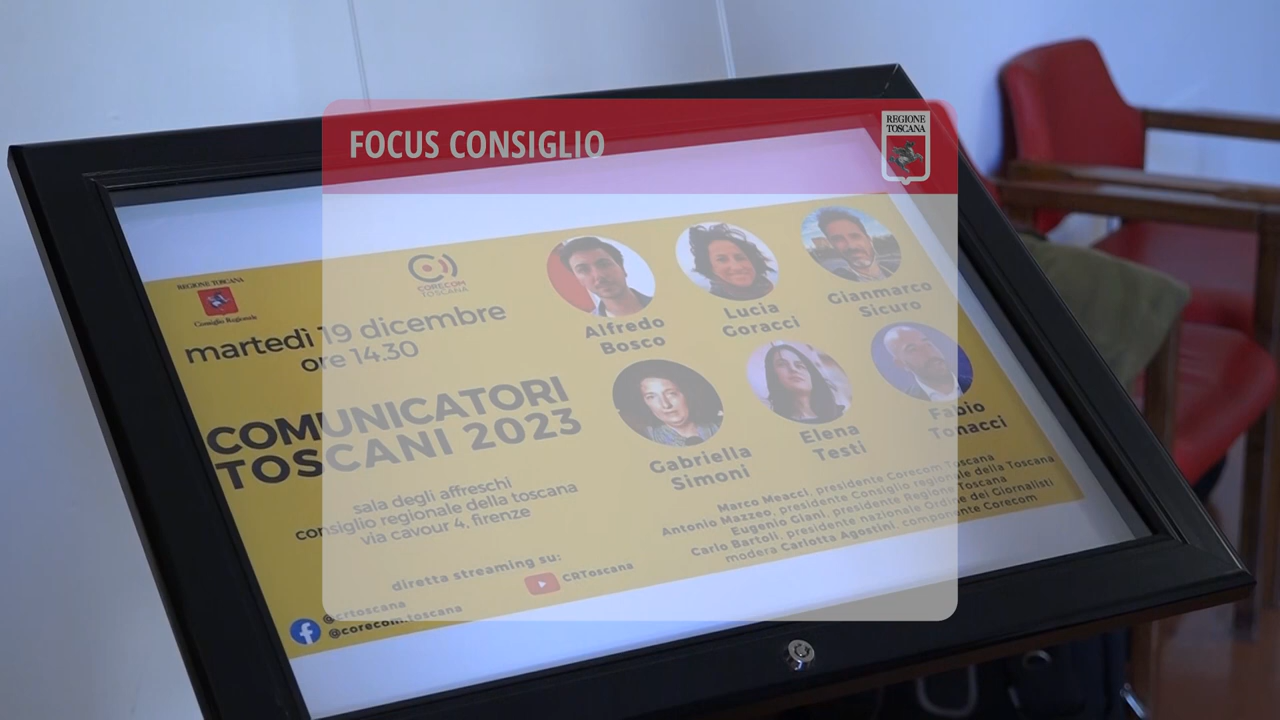 FOCUS CONSIGLIO
REGIONE
TOSCANA
REGIONE TOSCANA
Consiglio Regionale
CORECOM
TOSCANA
martedì 19 dicembre
ore 14.30
COMUNICATORI
TOSCANI 2023
sala degli affreschi
consiglio regionale della toscana
via cavour 4, firenze
diretta streaming su:
CRToscana
@crtoscana
@corecom.toscana
Alfredo
Bosco
Lucia
Goracci
Gianmarco
Sicuro
Gabriella
Simoni
Elena
Testi
Fabio
Tonacci
Marco Meacci, presidente Corecom Toscana
Antonio Mazzeo, presidente Consiglio regionale della Toscana
Eugenio Giani, presidente Regione Toscana
Carlo Bartoli, presidente nazionale Ordine dei Giornalisti
modera Carlotta Agostini, componente Corecom